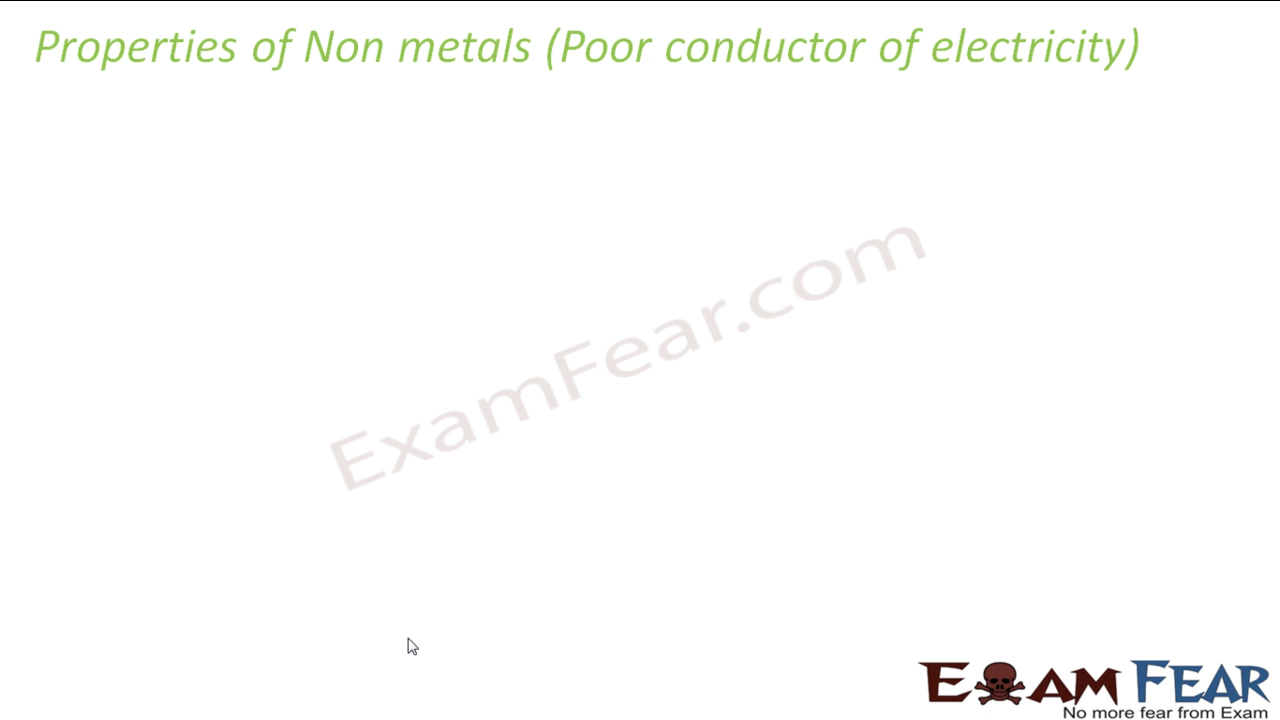 Properties of Non metals (Poor conductor of electricity)
ExamFear.com
EXAM FEAR
No more fear from Exam